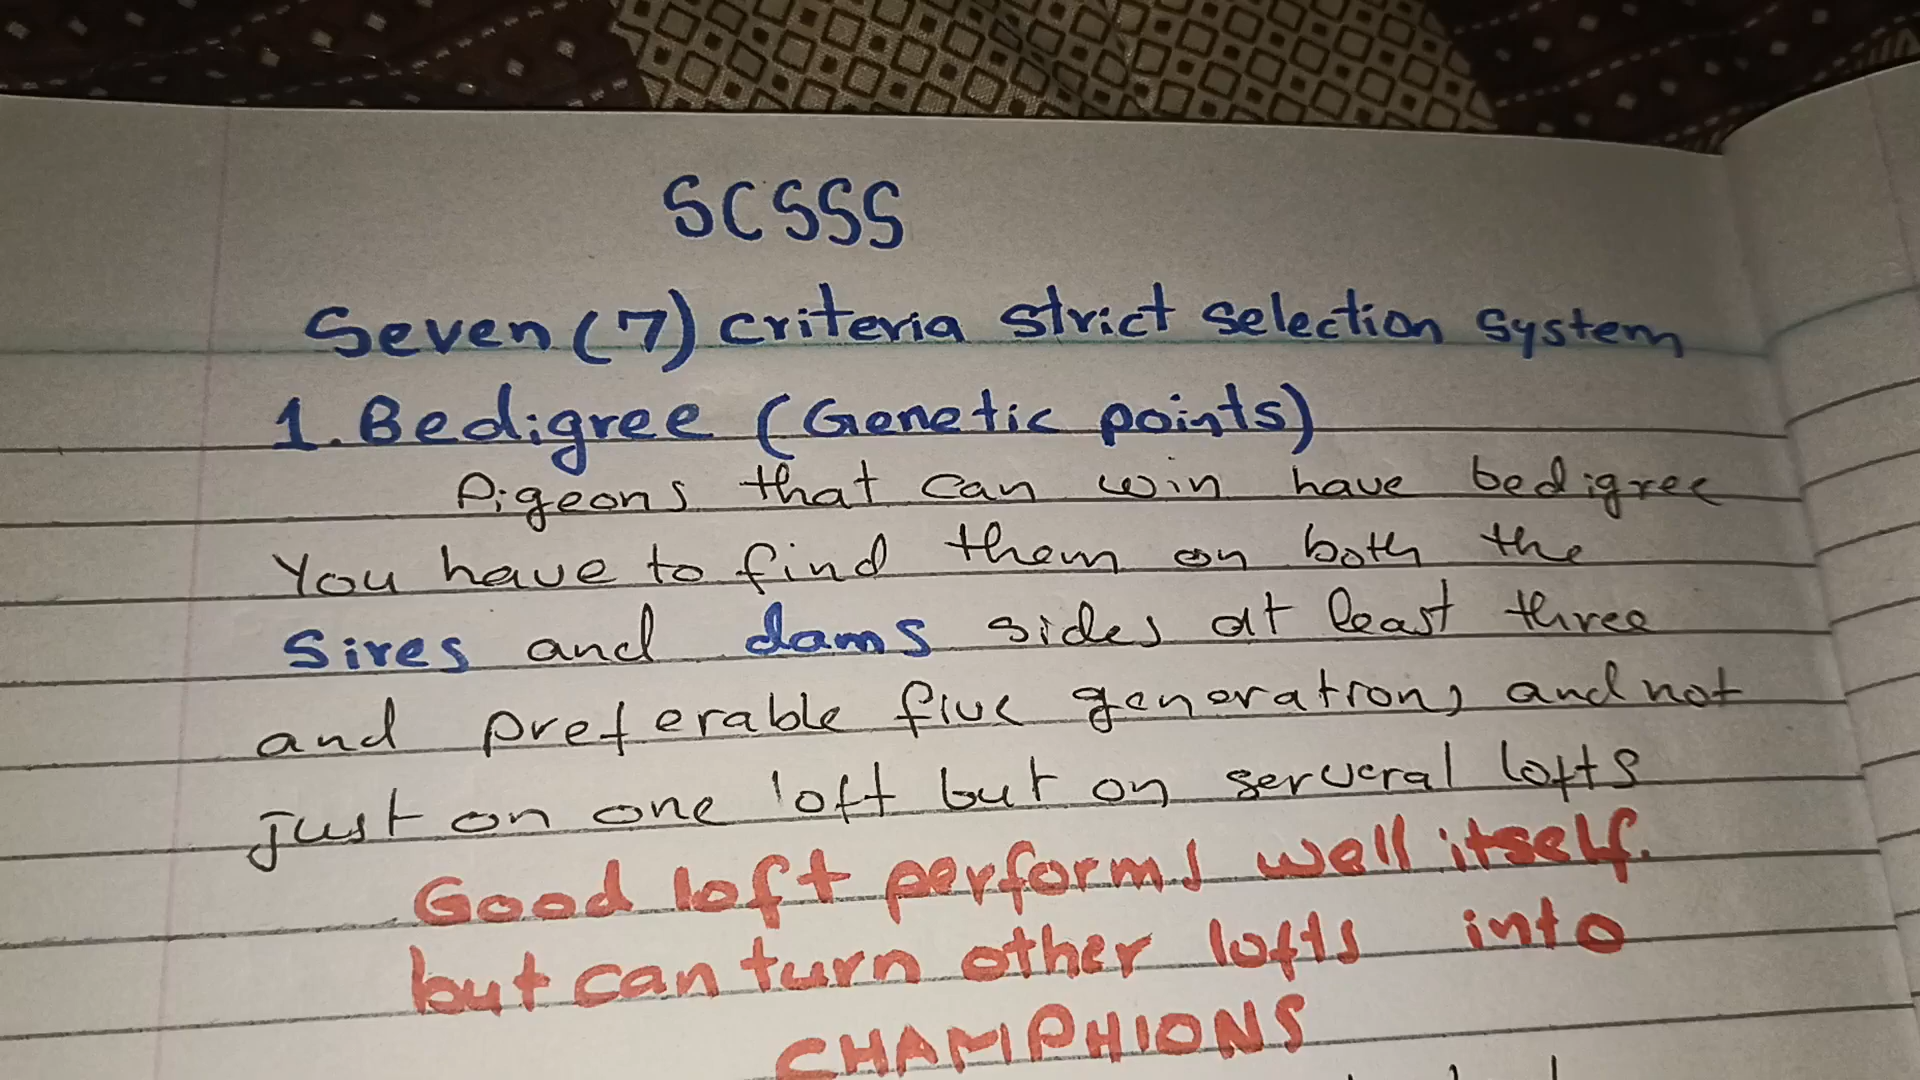 SCSSS
Seven (7) criteria strict selection system
1. Bedigree (Genetic points)
Pigeons that can win have bedigree
You have to find them on both the
Sires and dams sides at least three
and preferable five generations and not
just on one loft but on serveral lofts
Good loft performs well itself.
but can turn other lofts into
CHAMPHIONS